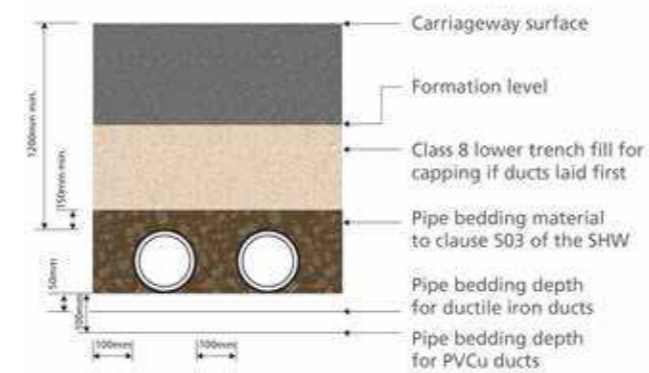 Carriageway surface
Formation level
Class 8 lower trench fill for
capping if ducts laid first
Pipe bedding material
to clause 503 of the SHW
Pipe bedding depth
for ductile iron ducts
Pipe bedding depth
for PVCu ducts
1200mm min.
150mm min.
50mm
100mm
100mm
100mm